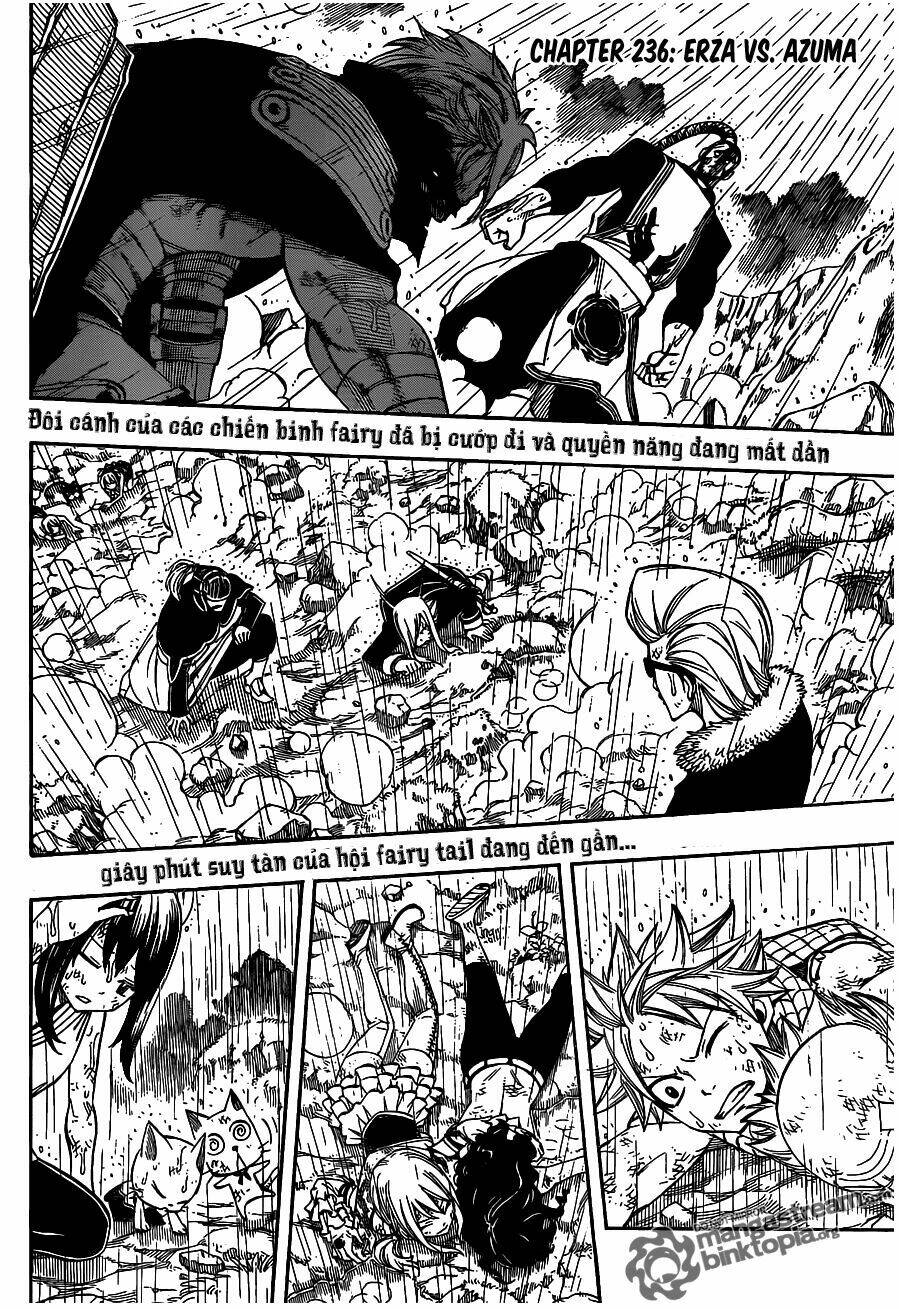 CHAPTER 236: ERZA VS. AZUMA
Đôi cánh của các chiến binh fairy đã bị cướp đi và quyền năng đang mất dần
giây phút suy tàn của hội fairy tail đang đến gần...
mangastream.com
binktopia.org